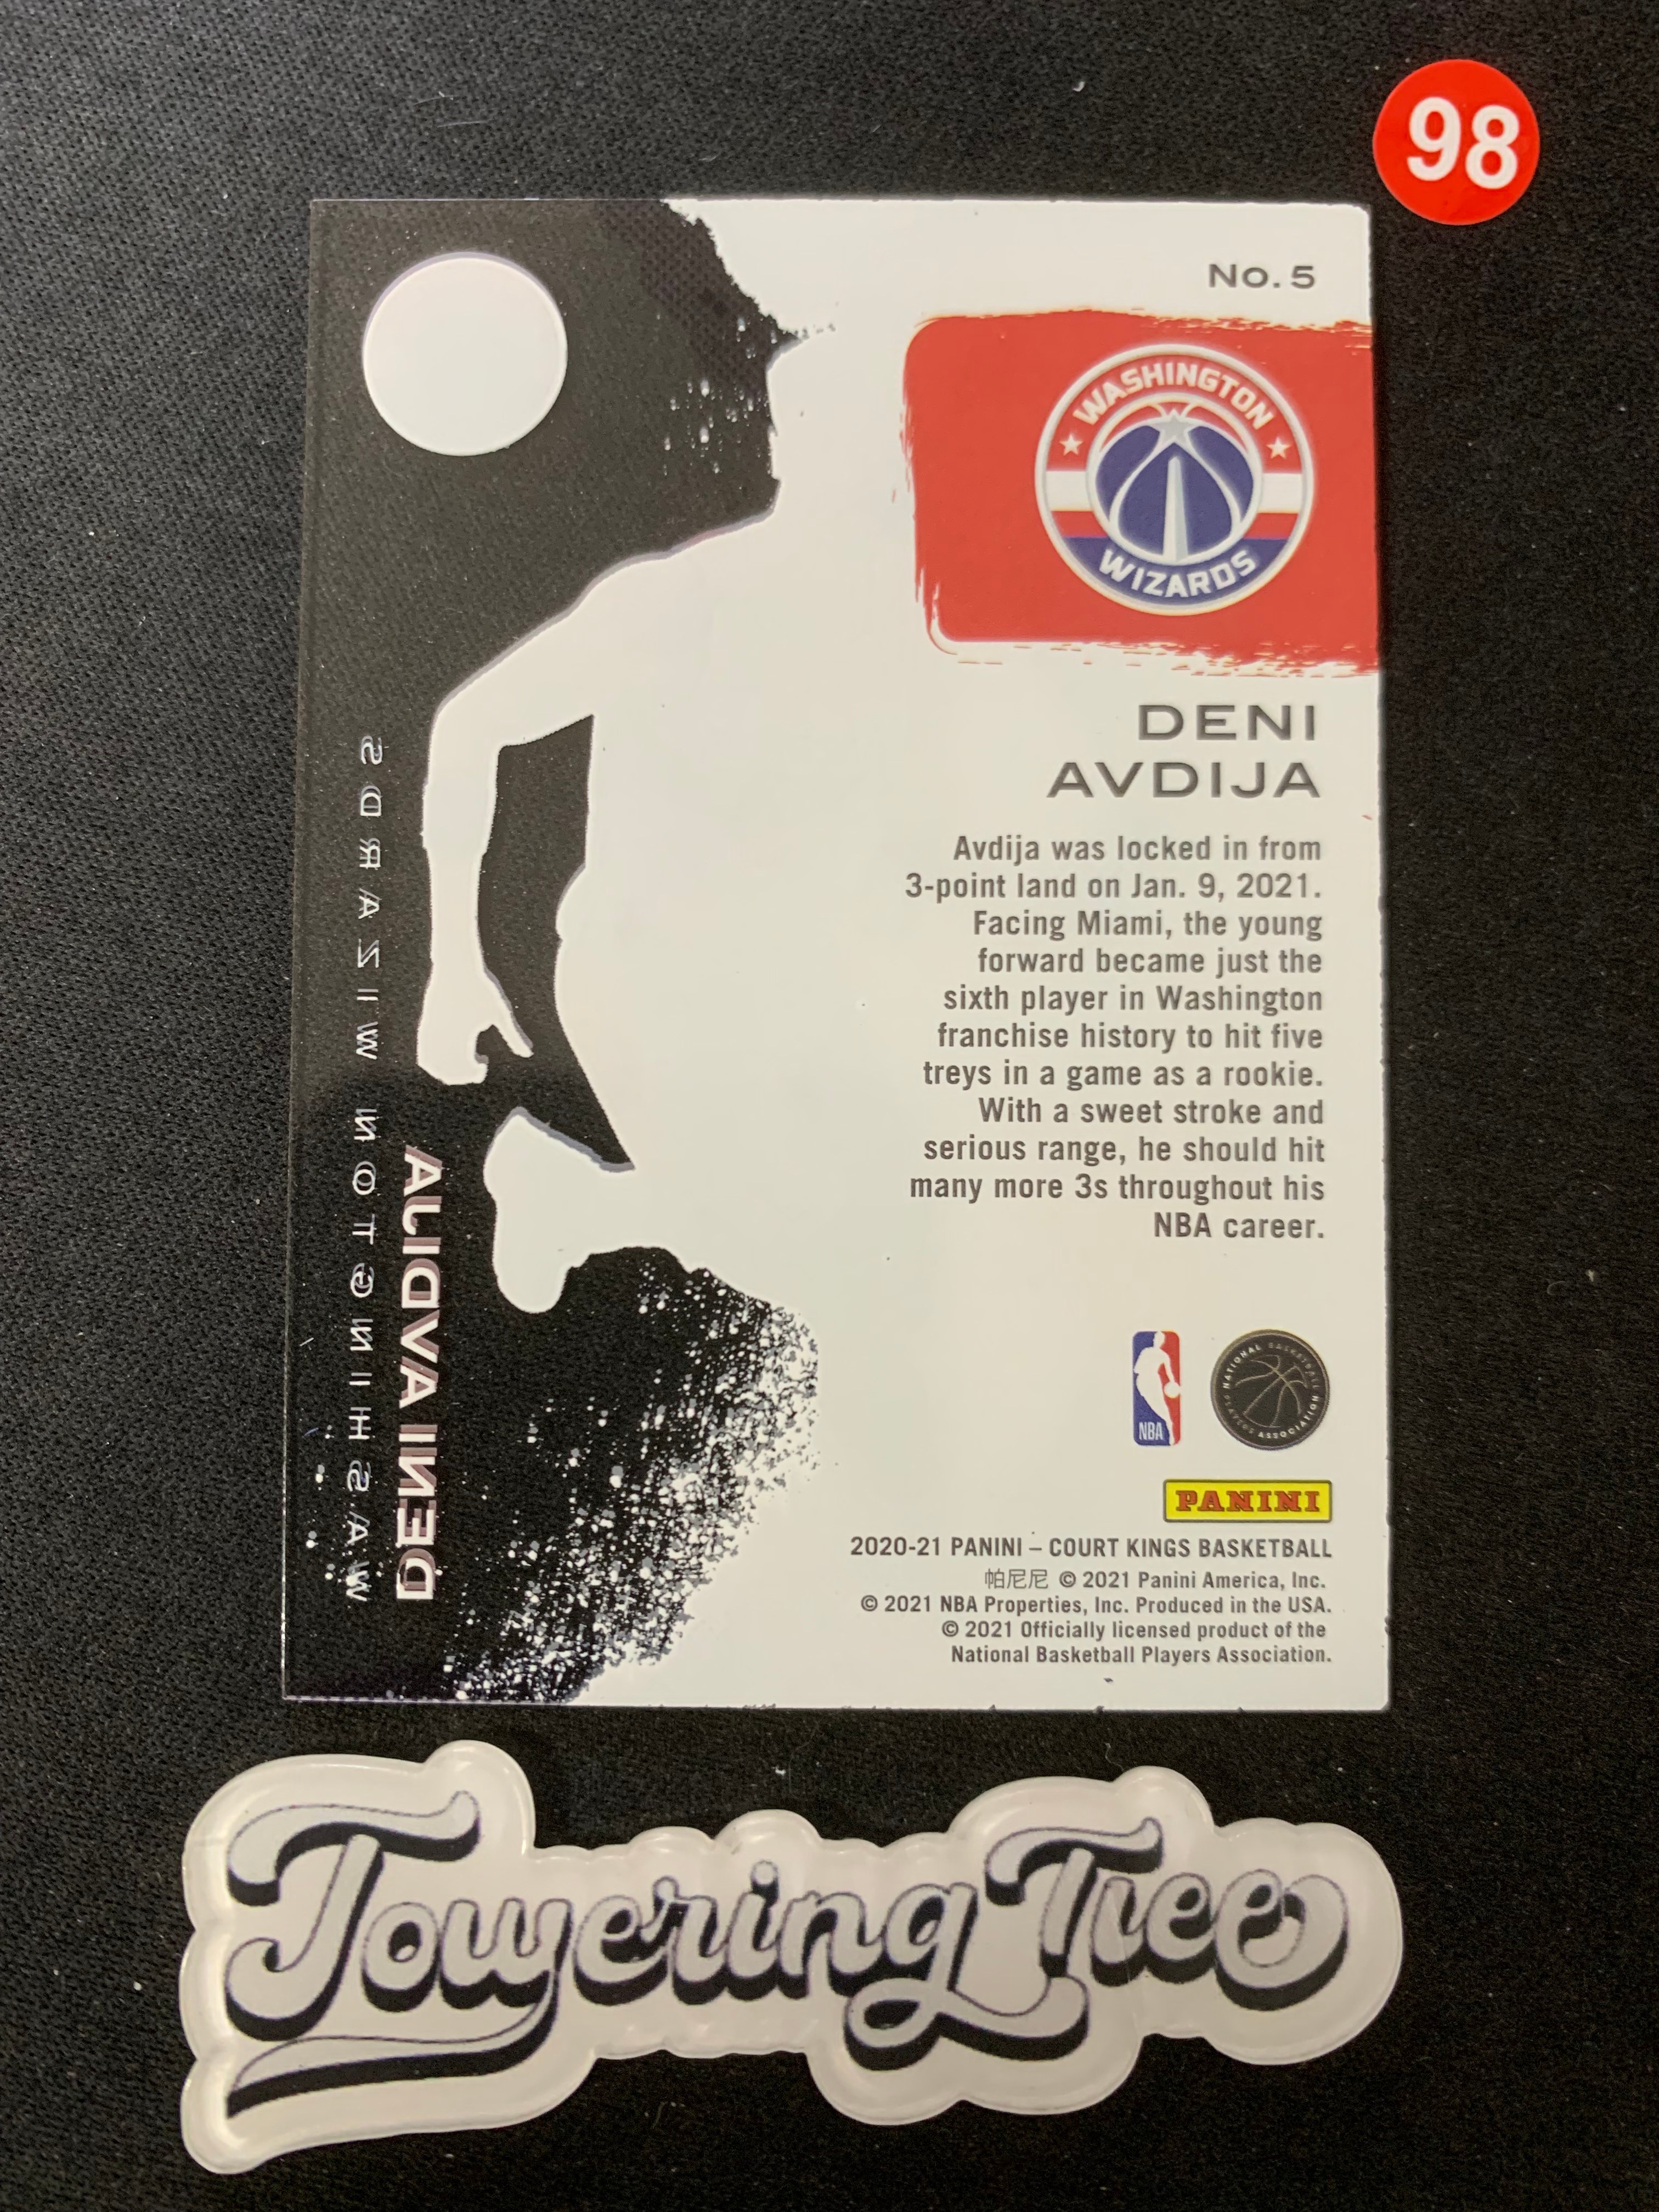 98
No. 5
WASHINGTON
WIZARDS
DENI
AVDIJA
Avdija was locked in from
3-point land on Jan. 9, 2021.
Facing Miami, the young
forward became just the
sixth player in Washington
franchise history to hit five
treys in a game as a rookie.
With a sweet stroke and
serious range, he should hit
many more 3s throughout his
NBA career.
WASHINGTON WIZARDS
DENI AVDIJA
NBA
NATIONAL BASKETBALL
PLAYERS ASSOCIATION
PANINI
2020-21 PANINI – COURT KINGS BASKETBALL
帕尼尼 © 2021 Panini America, Inc.
© 2021 NBA Properties, Inc. Produced in the USA.
© 2021 Officially licensed product of the
National Basketball Players Association.
ToweringTree